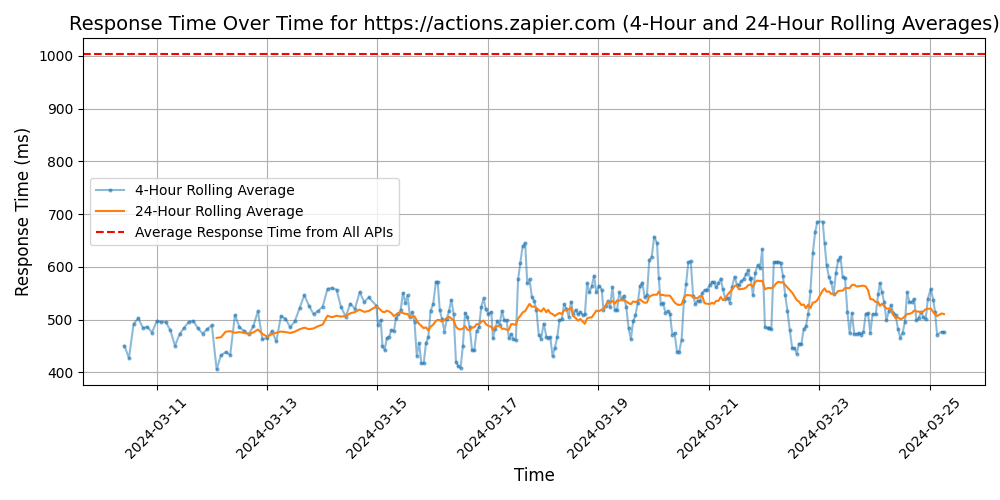 Response Time Over Time for https://actions.zapier.com (4-Hour and 24-Hour Rolling Averages)
Response Time (ms)
1000
900
800
700
600
500
400
4-Hour Rolling Average
24-Hour Rolling Average
Average Response Time from All APIs
2024-03-11
2024-03-13
2024-03-15
2024-03-17
2024-03-19
2024-03-21
2024-03-23
2024-03-25
Time